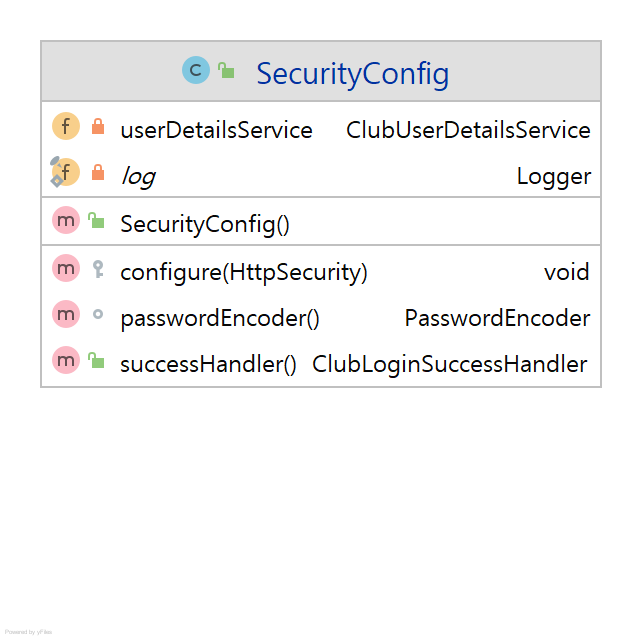 C SecurityConfig
f userDetailsService ClubUserDetailsService
f log Logger
m SecurityConfig()
m configure(HttpSecurity) void
m passwordEncoder() PasswordEncoder
m successHandler() ClubLoginSuccessHandler
Powered by yFiles